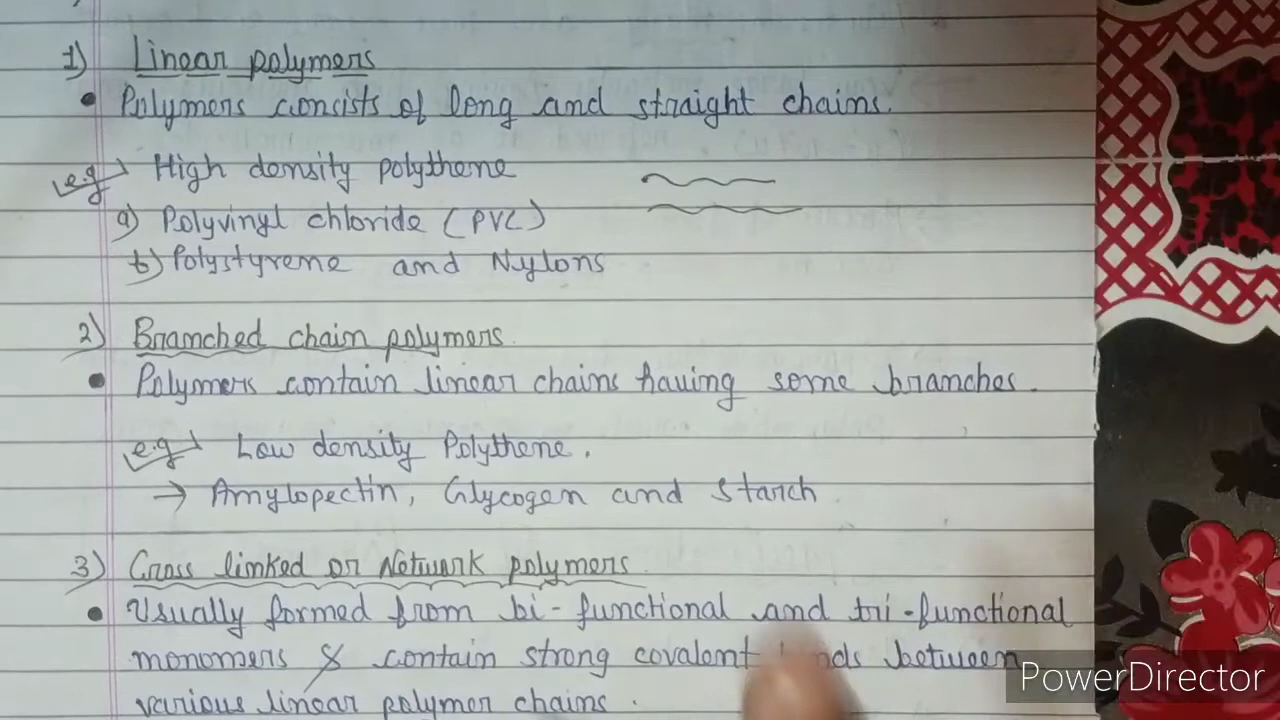 1) Linear polymers
• Polymers consists of long and straight chains.
e.g High density polythene
a) Polyvinyl chloride (PVC)
b) Polystyrene and Nylons
2) Branched chain polymers.
• Polymers contain linear chains having some branches.
e.g Low density Polythene.
→ Amylopectin, Glycogen and Starch
3) Cross linked or Network polymers
• Usually formed from bi-functional and tri-functional
monomers & contain strong covalent between
various linear polymer chains.
PowerDirector